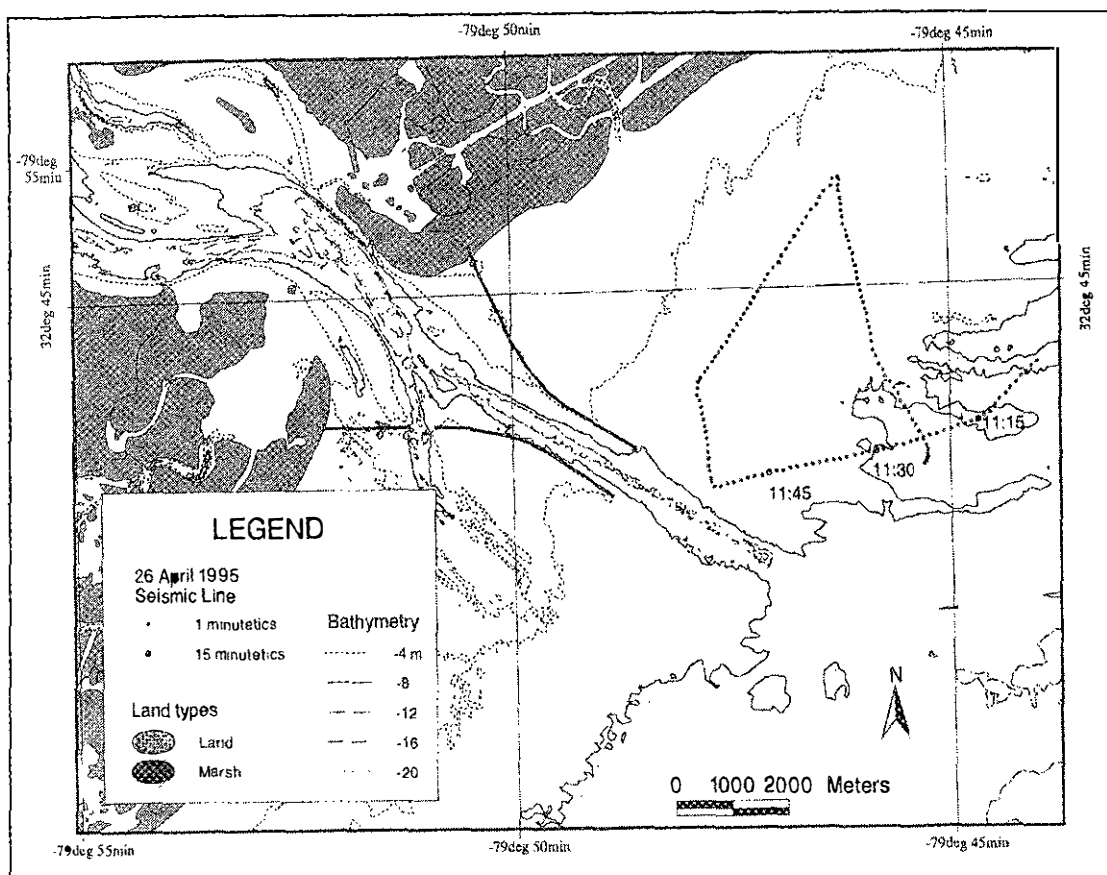 -79deg 50min
-79deg 45min
-79deg
55min
32deg 45min
32deg 45min
11:15
11:30
11:45
LEGEND
26 April 1995
Seismic Line
1 minutetics
15 minutetics
Bathymetry
-4 m
-8
-12
-16
-20
Land types
Land
Marsh
N
0 1000 2000 Meters
-79deg 55min
-79deg 50min
-79deg 45min